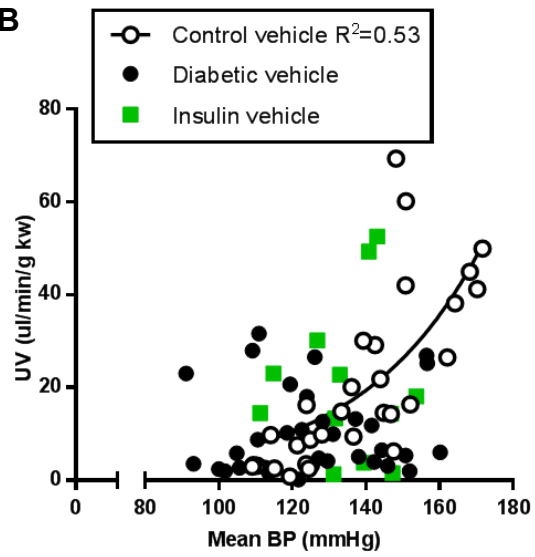 B
Control vehicle R²=0.53
Diabetic vehicle
Insulin vehicle
80
60
40
20
0
UV (ul/min/g kw)
0 80 100 120 140 160 180
Mean BP (mmHg)